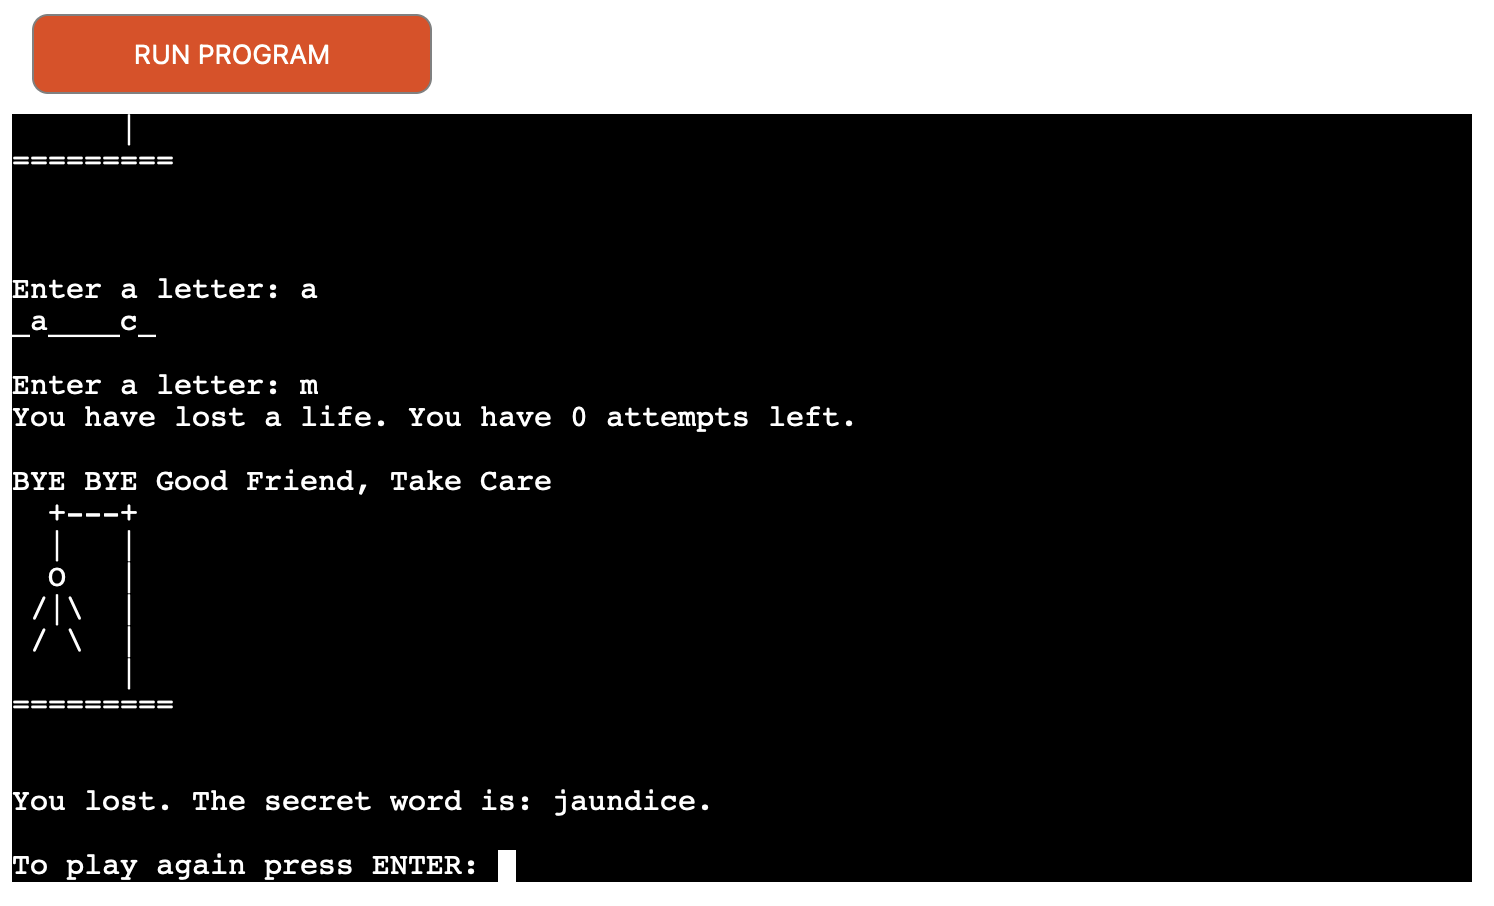 RUN PROGRAM
      |
=========
Enter a letter: a
_a____c_
Enter a letter: m
You have lost a life. You have 0 attempts left.
BYE BYE Good Friend, Take Care
  +---+
  |   |
  O   |
 /|\  |
 / \  |
      |
=========
You lost. The secret word is: jaundice.
To play again press ENTER: